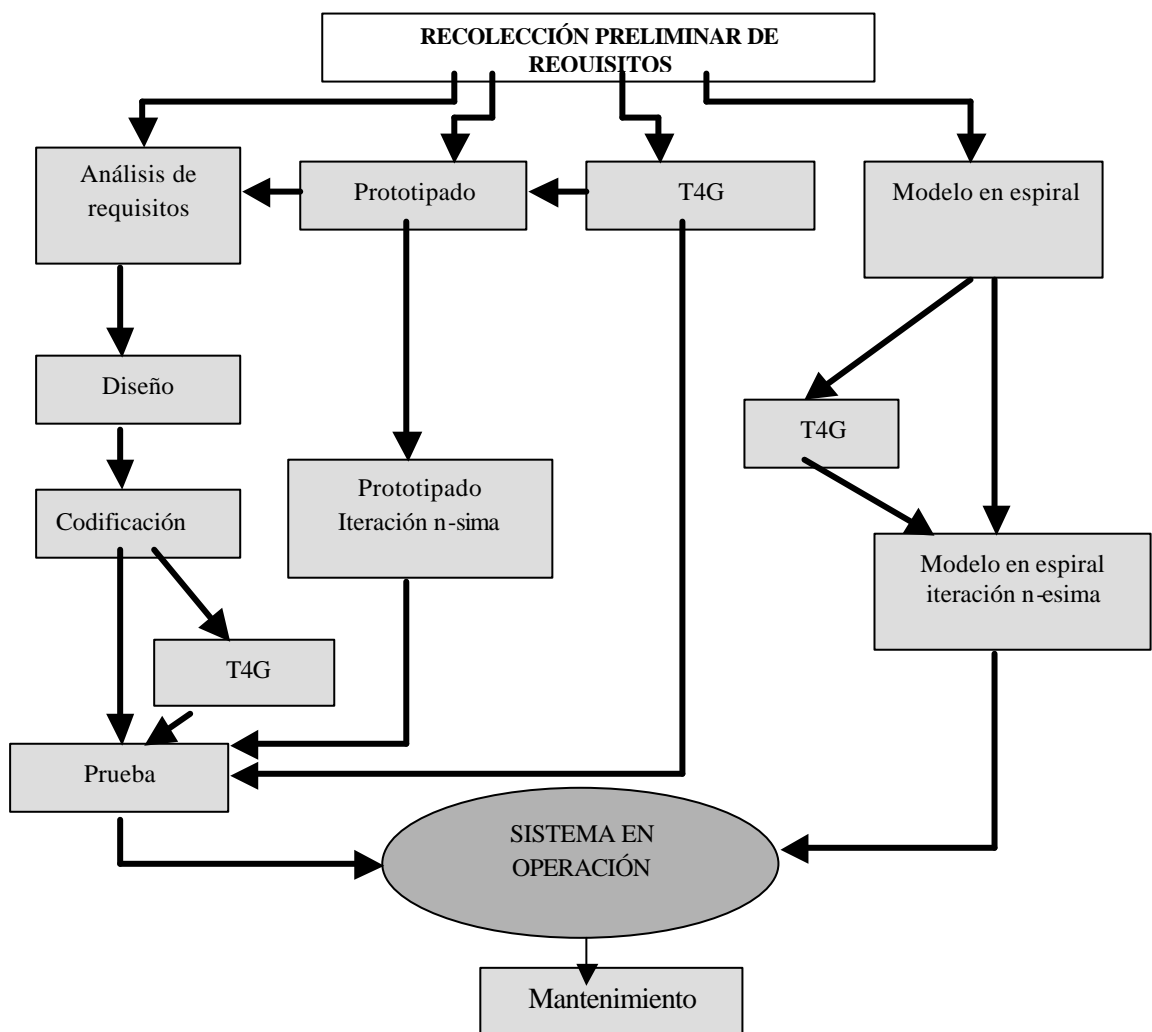 RECOLECCIÓN PRELIMINAR DE
REQUISITOS
Análisis de
requisitos
Prototipado
T4G
Modelo en espiral
Diseño
T4G
Codificación
Prototipado
Iteración n-sima
Modelo en espiral
iteración n-esima
T4G
Prueba
SISTEMA EN
OPERACIÓN
Mantenimiento